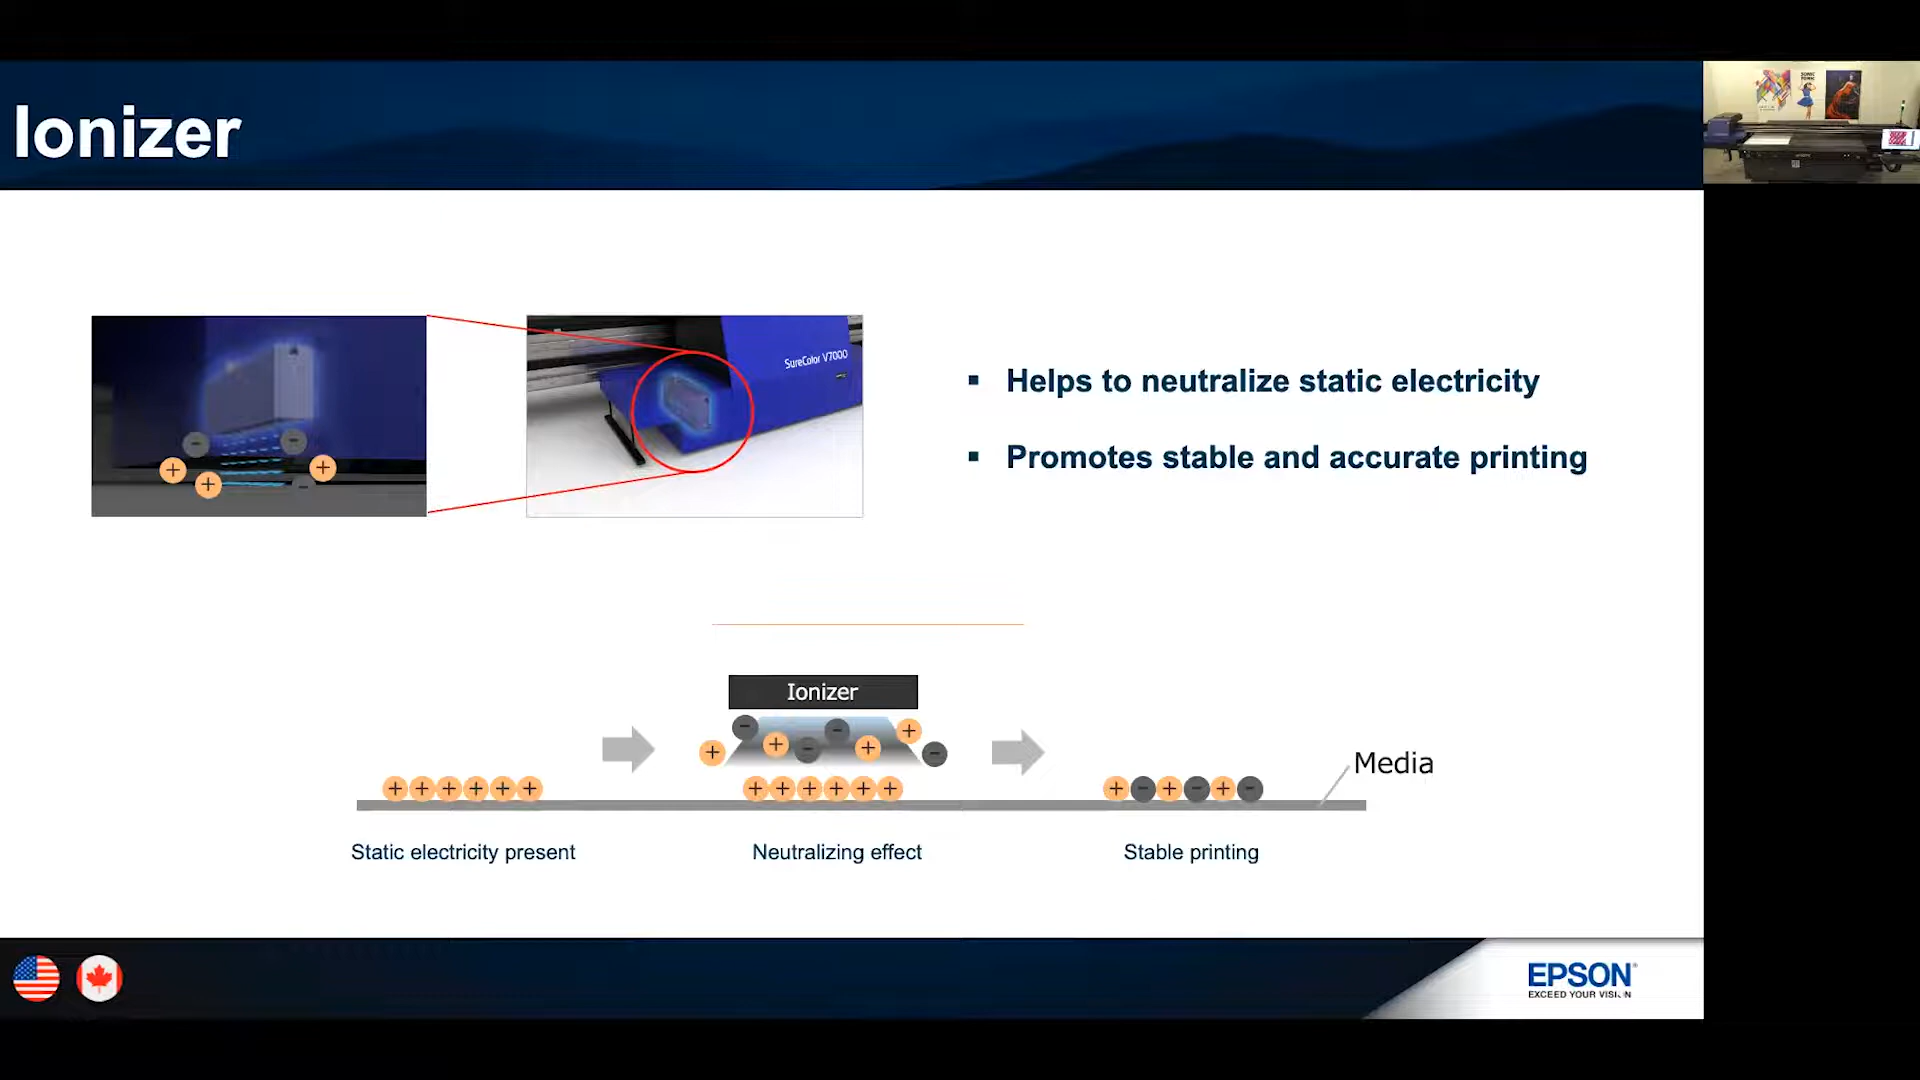 Ionizer
SureColor V7000
▪ Helps to neutralize static electricity
▪ Promotes stable and accurate printing
Ionizer
Media
Static electricity present
Neutralizing effect
Stable printing
EPSON®
EXCEED YOUR VISION